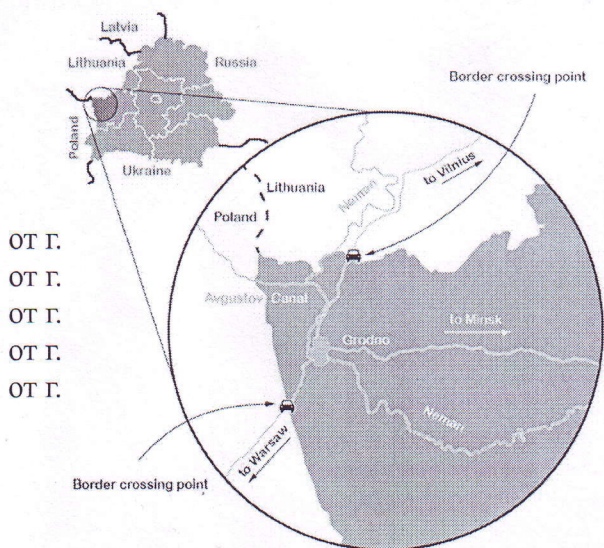 Latvia
Lithuania
Russia
Poland
Ukraine
Border crossing point
to Vilnius
Neman
Lithuania
Poland
Avgustov Canal
to Minsk
Grodno
Neman
to Warsaw
Border crossing point
от г.
от г.
от г.
от г.
от г.